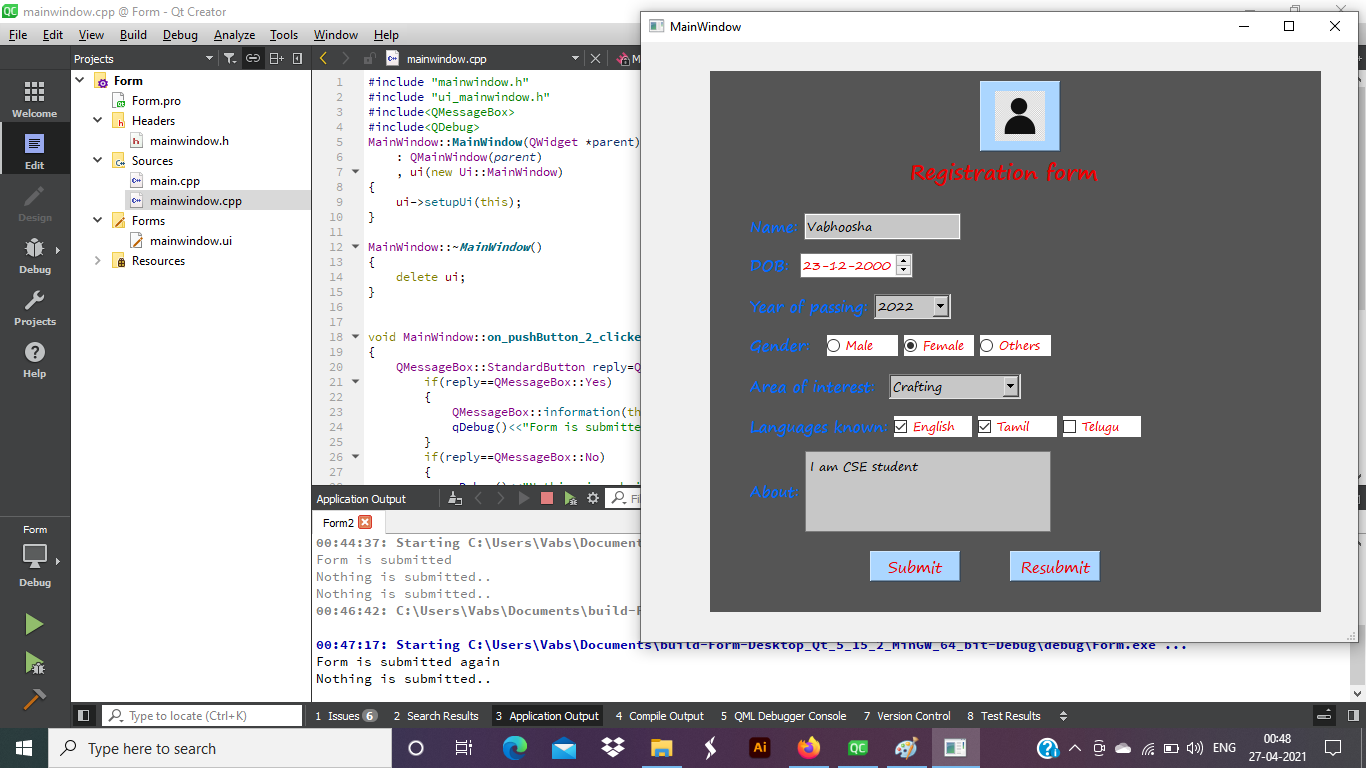 mainwindow.cpp @ Form - Qt Creator
File Edit View Build Debug Analyze Tools Window Help
Projects
mainwindow.cpp
Welcome
Edit
Design
Debug
Projects
Help
Form
Debug
Form
Form.pro
Headers
mainwindow.h
Sources
main.cpp
mainwindow.cpp
Forms
mainwindow.ui
Resources
1 #include "mainwindow.h"
2 #include "ui_mainwindow.h"
3 #include<QMessageBox>
4 #include<QDebug>
5 MainWindow::MainWindow(QWidget *parent)
6 : QMainWindow(parent)
7 , ui(new Ui::MainWindow)
8 {
9 ui->setupUi(this);
10 }
11
12 MainWindow::~MainWindow()
13 {
14 delete ui;
15 }
16
17
18 void MainWindow::on_pushButton_2_clicke
19 {
20 QMessageBox::StandardButton reply=Q
21 if(reply==QMessageBox::Yes)
22 {
23 QMessageBox::information(th
24 qDebug()<<"Form is submitte
25 }
26 if(reply==QMessageBox::No)
27 {
Application Output
Form2
00:44:37: Starting C:\Users\Vabs\Document
Form is submitted
Nothing is submitted..
Nothing is submitted..
00:46:42: C:\Users\Vabs\Documents\build-F
00:47:17: Starting C:\Users\Vabs\Documents\build-Form-Desktop_Qt_5_15_2_MinGW_64_bit-Debug\debug\Form.exe ...
Form is submitted again
Nothing is submitted..
MainWindow
Registration form
Name: Vabhoosha
DOB: 23-12-2000
Year of passing: 2022
Gender: Male Female Others
Area of interest: Crafting
Languages known: English Tamil Telugu
About: I am CSE student
Submit Resubmit
Type to locate (Ctrl+K) 1 Issues 6 2 Search Results 3 Application Output 4 Compile Output 5 QML Debugger Console 7 Version Control 8 Test Results
Type here to search
Ai
QC
ENG
00:48
27-04-2021